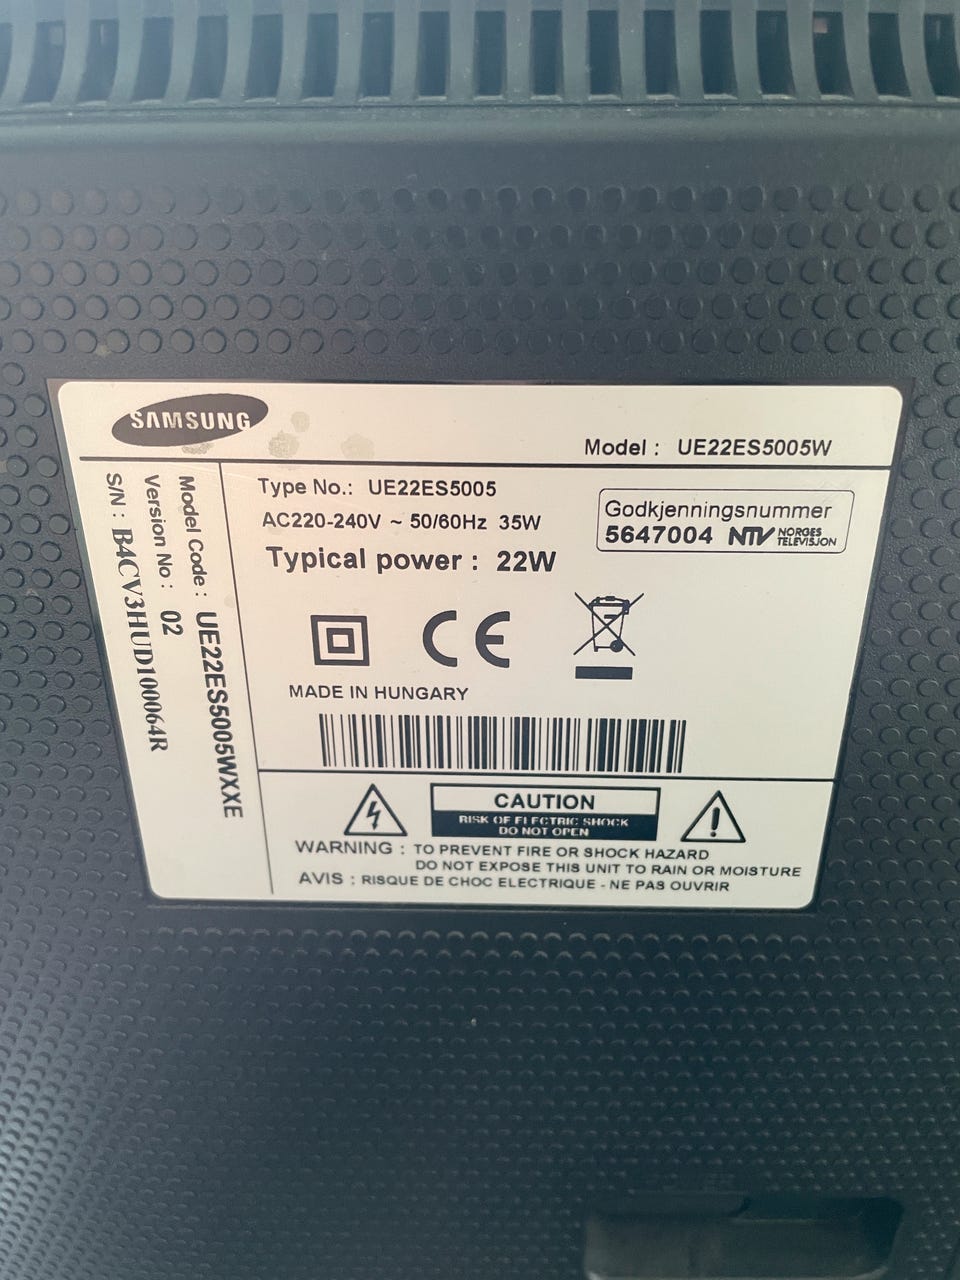 SAMSUNG
Model : UE22ES5005W
Type No.: UE22ES5005
AC220-240V ~ 50/60Hz 35W
Typical power : 22W
Godkjenningsnummer
5647004 NTV NORGES
TELEVISJON
CE
MADE IN HUNGARY
Model Code : UE22ES5005WXXE
Version No : 02
S/N : B4CV3HUD100064R
CAUTION
RISK OF ELECTRIC SHOCK
DO NOT OPEN
WARNING : TO PREVENT FIRE OR SHOCK HAZARD
DO NOT EXPOSE THIS UNIT TO RAIN OR MOISTURE
AVIS : RISQUE DE CHOC ELECTRIQUE - NE PAS OUVRIR